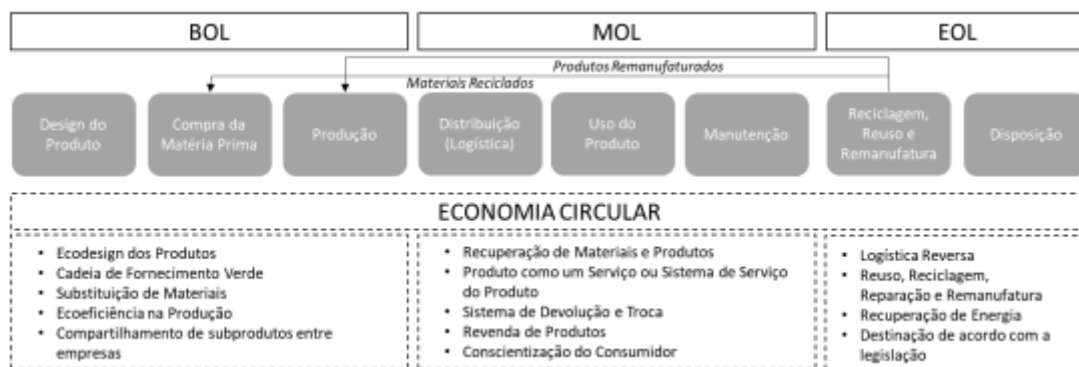 BOL
MOL
EOL
Produtos Remanufaturados
Materiais Reciclados
Design do
Produto
Compra da
Matéria Prima
Produção
Distribuição
(Logística)
Uso do
Produto
Manutenção
Reciclagem,
Reuso e
Remanufatura
Disposição
ECONOMIA CIRCULAR
• Ecodesign dos Produtos
• Cadeia de Fornecimento Verde
• Substituição de Materiais
• Ecoeficiência na Produção
• Compartilhamento de subprodutos entre
empresas
• Recuperação de Materiais e Produtos
• Produto como um Serviço ou Sistema de Serviço
do Produto
• Sistema de Devolução e Troca
• Revenda de Produtos
• Conscientização do Consumidor
• Logística Reversa
• Reuso, Reciclagem,
Reparação e Remanufatura
• Recuperação de Energia
• Destinação de acordo com a
legislação